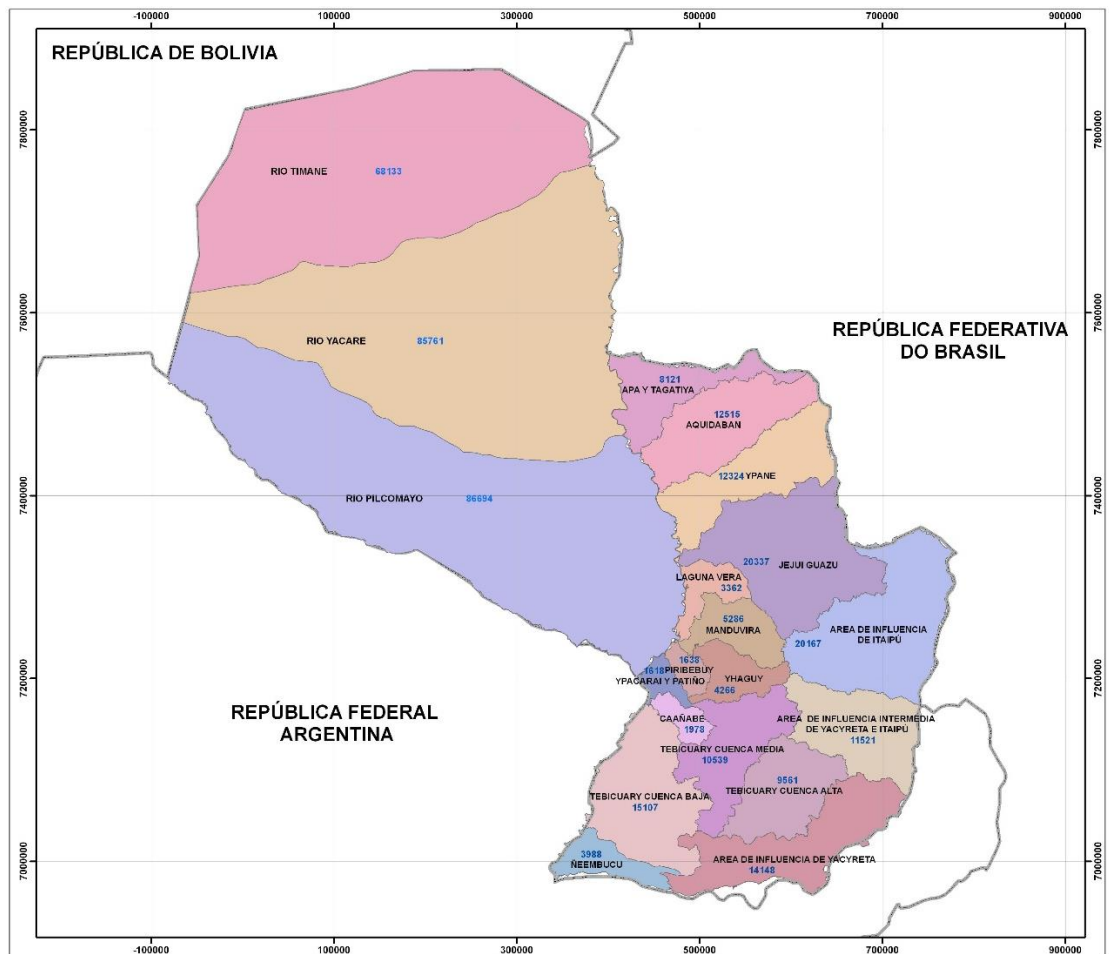 -100000 100000 300000 500000 700000 900000
REPÚBLICA DE BOLIVIA
7800000 7800000
RIO TIMANE 68133
7600000 7600000
RIO YACARE 85761
REPÚBLICA FEDERATIVA
DO BRASIL
8121
APA Y TAGATIYA
12515
AQUIDABAN
12324 YPANE
7400000 7400000
RIO PILCOMAYO 86694
20337 JEJUI GUAZU
LAGUNA VERA
3362
5286
MANDUVIRA
AREA DE INFLUENCIA
DE ITAIPÚ
20167
1638
1618 PIRIBEBUY
YPACARAI Y PATIÑO
YHAGUY
4266
7200000 7200000
REPÚBLICA FEDERAL
ARGENTINA
CAAÑABE
1978
AREA DE INFLUENCIA INTERMEDIA
DE YACYRETA E ITAIPÚ
11521
TEBICUARY CUENCA MEDIA
10539
9561
TEBICUARY CUENCA ALTA
TEBICUARY CUENCA BAJA
15107
7000000 7000000
3988
ÑEEMBUCU
AREA DE INFLUENCIA DE YACYRETA
14148
-100000 100000 300000 500000 700000 900000